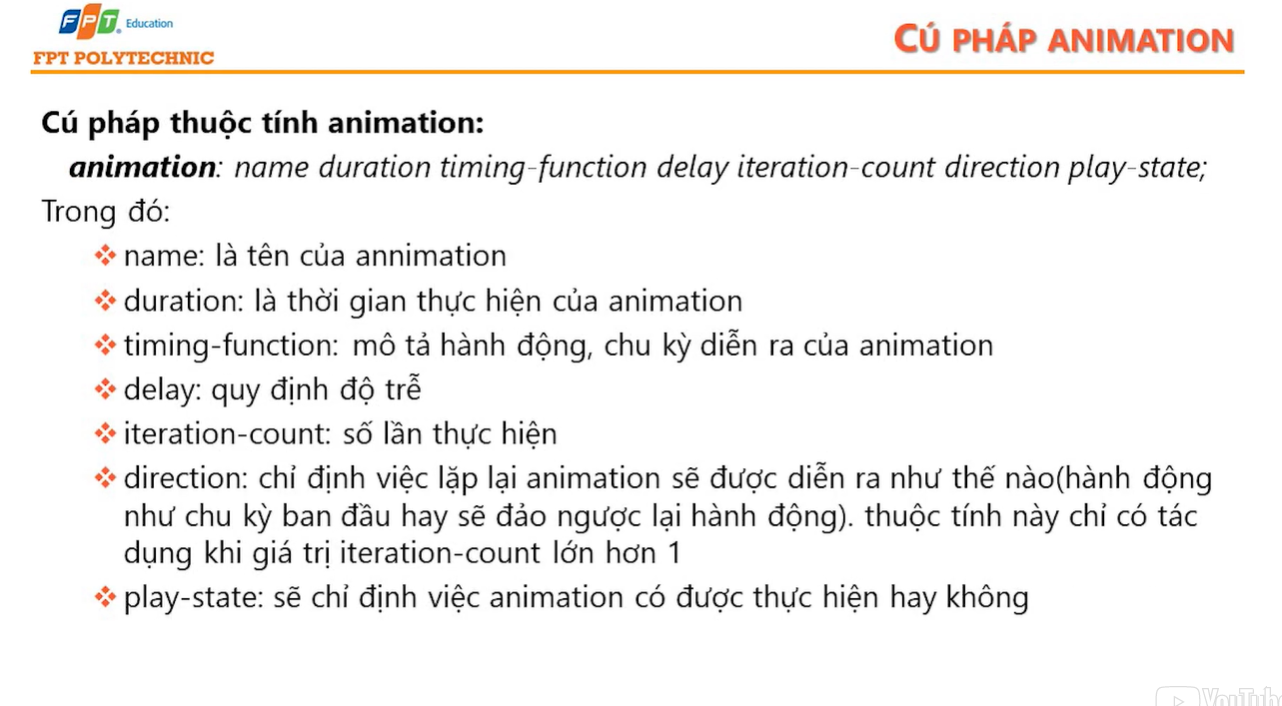 FPT Education
FPT POLYTECHNIC
CÚ PHÁP ANIMATION
Cú pháp thuộc tính animation:
animation: name duration timing-function delay iteration-count direction play-state;
Trong đó:
name: là tên của annimation
duration: là thời gian thực hiện của animation
timing-function: mô tả hành động, chu kỳ diễn ra của animation
delay: quy định độ trễ
iteration-count: số lần thực hiện
direction: chỉ định việc lặp lại animation sẽ được diễn ra như thế nào(hành động
như chu kỳ ban đầu hay sẽ đảo ngược lại hành động). thuộc tính này chỉ có tác
dụng khi giá trị iteration-count lớn hơn 1
play-state: sẽ chỉ định việc animation có được thực hiện hay không
YouTube